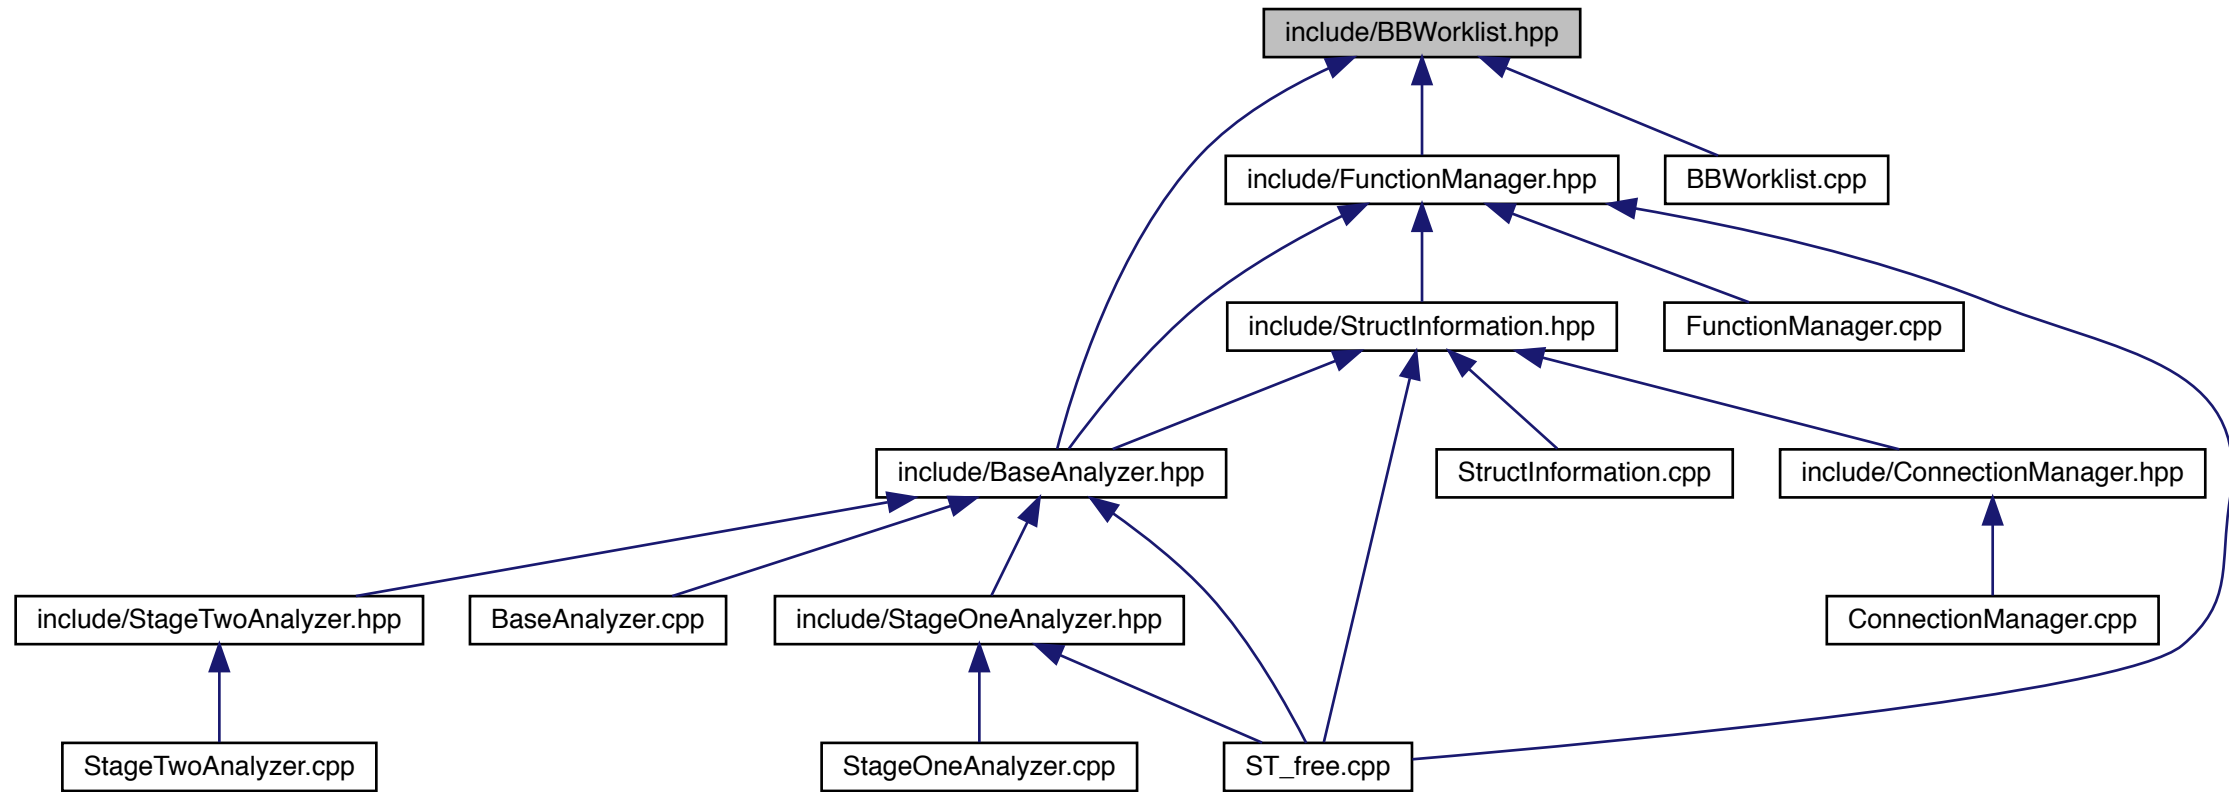 include/BBWorklist.hpp
include/FunctionManager.hpp
BBWorklist.cpp
include/StructInformation.hpp
FunctionManager.cpp
include/BaseAnalyzer.hpp
StructInformation.cpp
include/ConnectionManager.hpp
include/StageTwoAnalyzer.hpp
BaseAnalyzer.cpp
include/StageOneAnalyzer.hpp
ConnectionManager.cpp
StageTwoAnalyzer.cpp
StageOneAnalyzer.cpp
ST_free.cpp